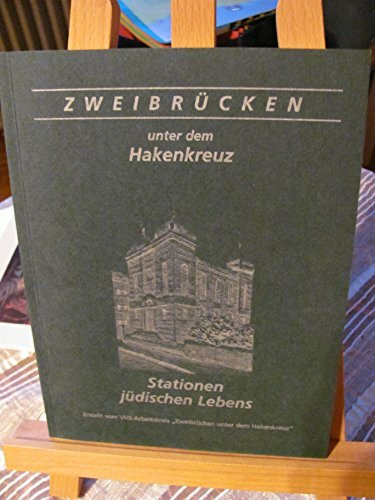 ZWEIBRÜCKEN
unter dem
Hakenkreuz
Stationen
jüdischen Lebens
Erstellt vom VHS-Arbeitskreis „Zweibrücken unter dem Hakenkreuz"